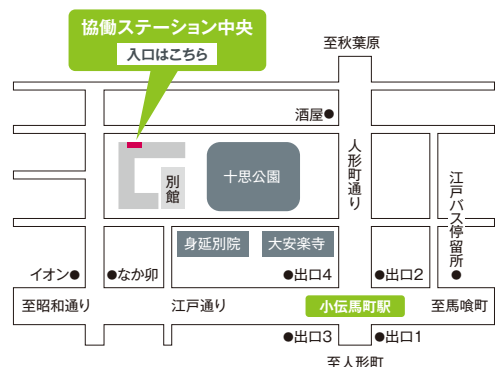 協働ステーション中央
入口はこちら
至秋葉原
酒屋
人形町通り
別館
十思公園
江戸バス停留所
身延別院
大安楽寺
イオン
なか卯
出口4
出口2
至昭和通り
江戸通り
小伝馬町駅
至馬喰町
出口3
出口1
至人形町